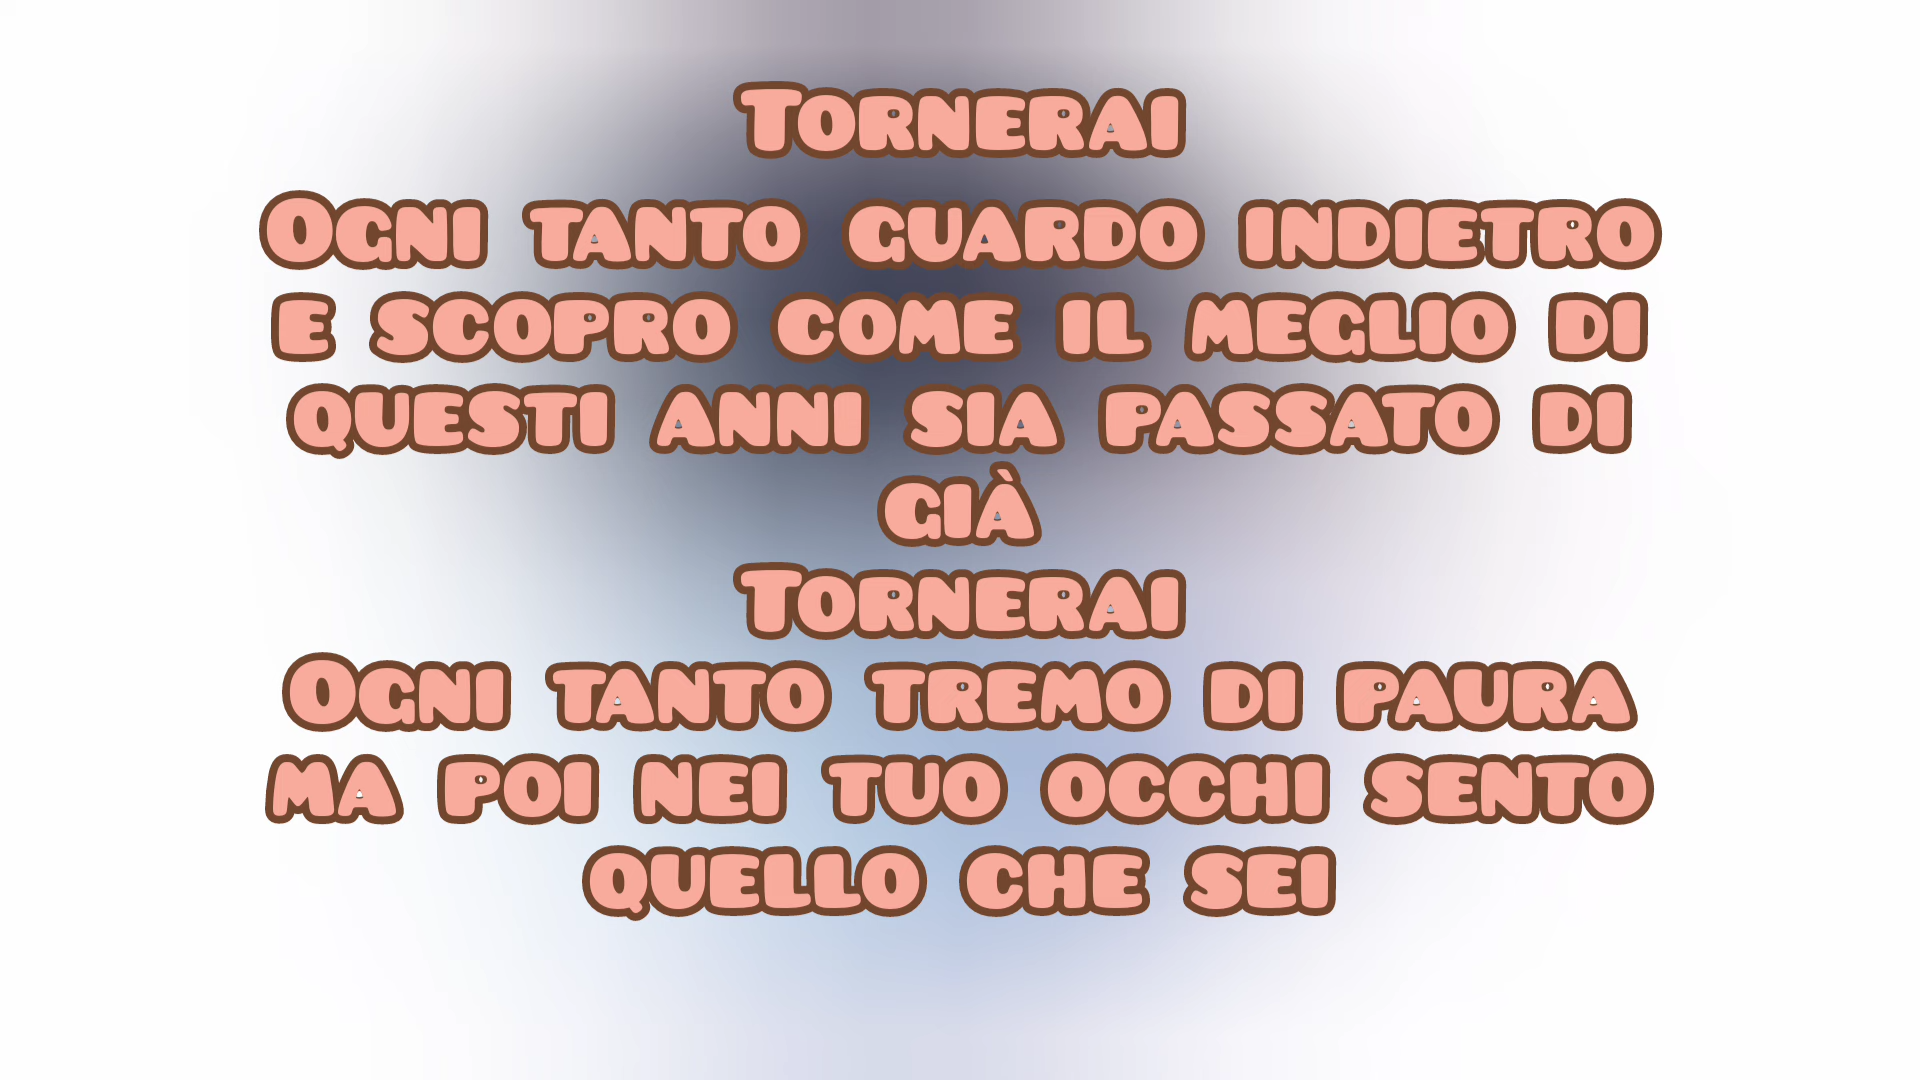 Tornerai
Ogni tanto guardo indietro
e scopro come il meglio di
questi anni sia passato di
già
Tornerai
Ogni tanto tremo di paura
ma poi nei tuo occhi sento
quello che sei